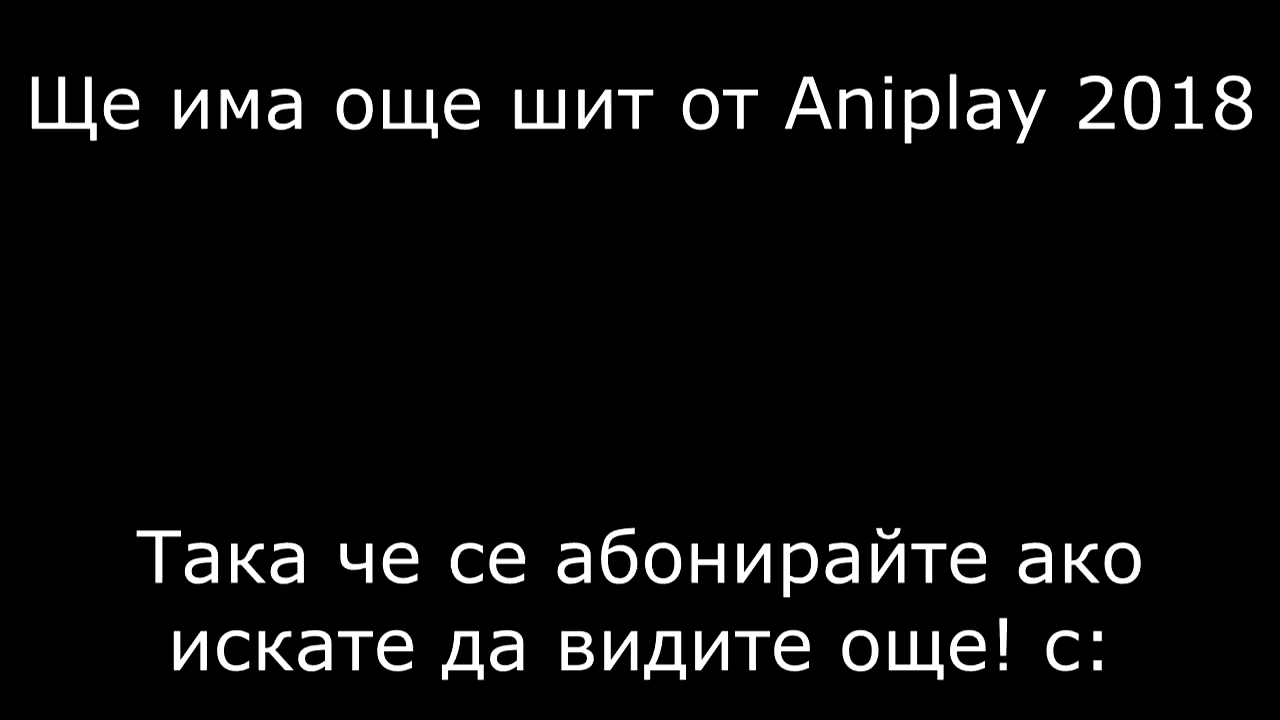 Ще има още шит от Aniplay 2018
Така че се абонирайте ако
искате да видите още! с: